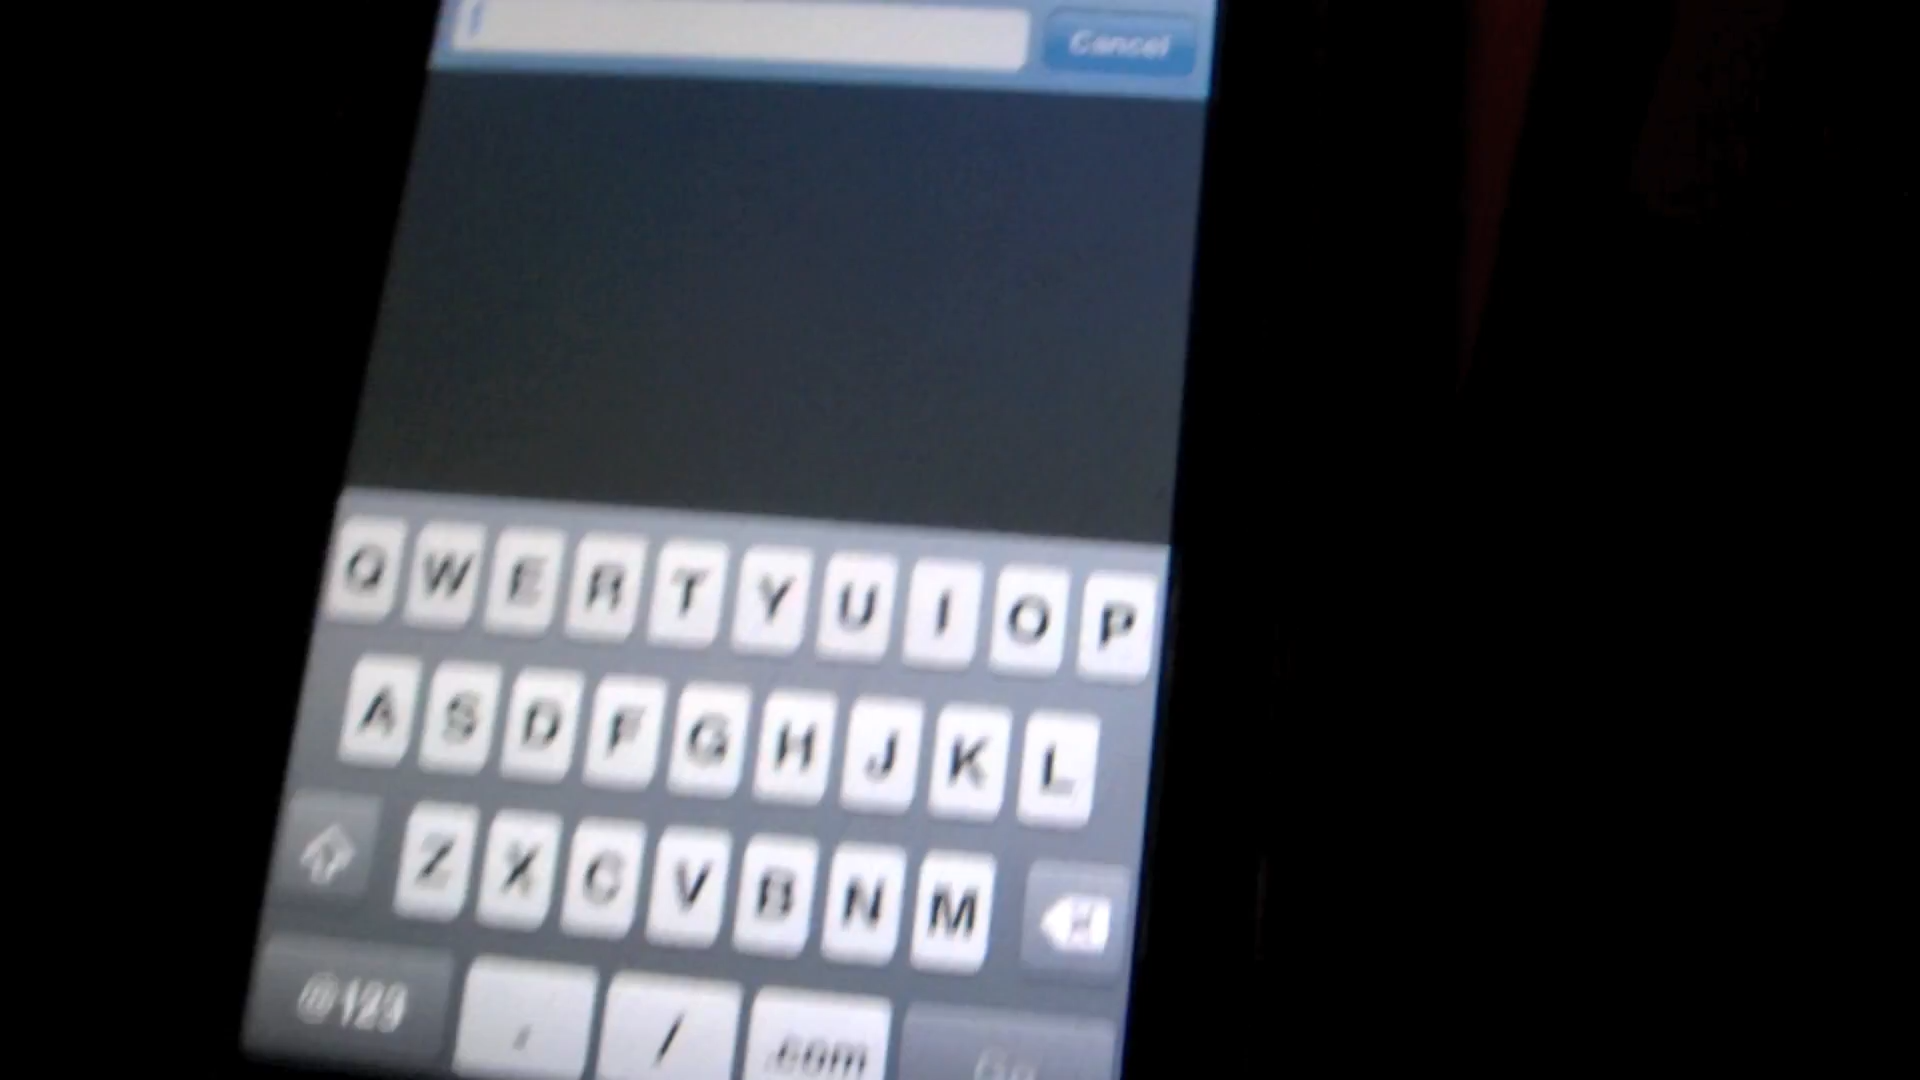 Cancel
Q W E R T Y U I O P
A S D F G H J K L
Z X C V B N M
@123 . / .com Go